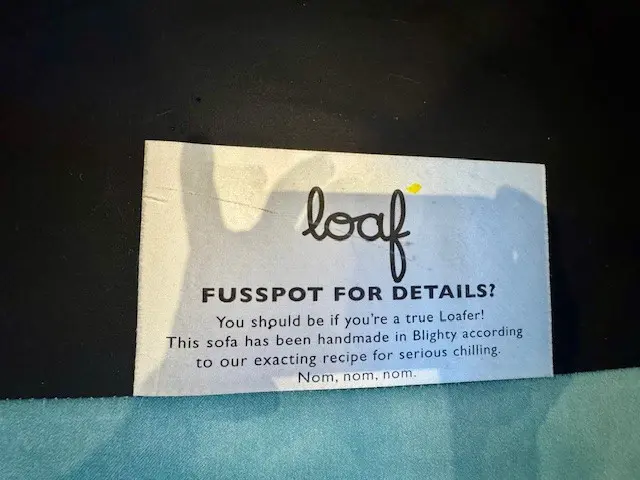 loaf
FUSSPOT FOR DETAILS?
You should be if you're a true Loafer!
This sofa has been handmade in Blighty according
to our exacting recipe for serious chilling.
Nom, nom, nom.